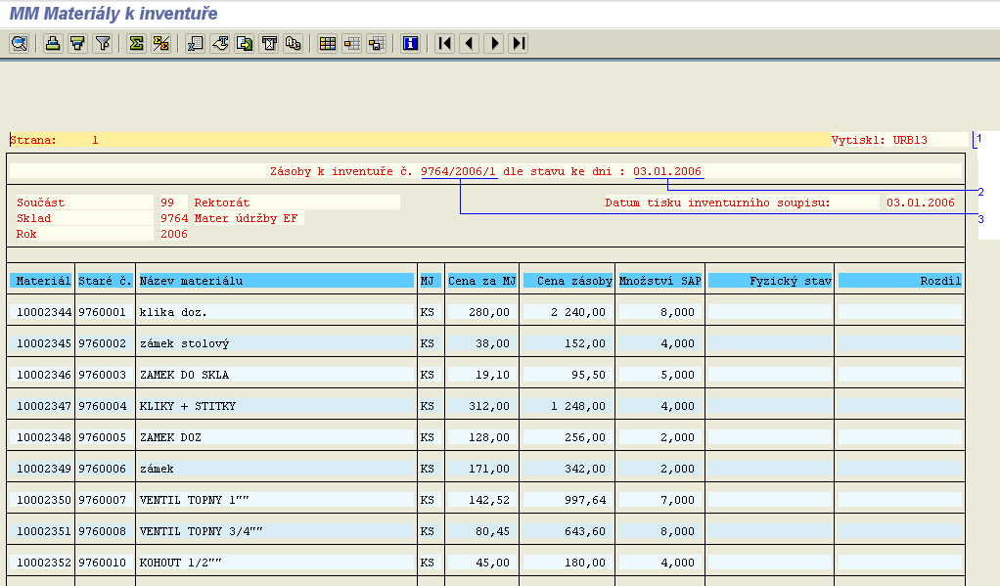 MM Materiály k inventuře
Strana: 1 Vytiskl: URB13 1
Zásoby k inventuře č. 9764/2006/1 dle stavu ke dni : 03.01.2006
2
Součást 99 Rektorát Datum tisku inventurního soupisu: 03.01.2006
Sklad 9764 Mater údržby EF 3
Rok 2006
Materiál Staré č. Název materiálu MJ Cena za MJ Cena zásoby Množství SAP Fyzický stav Rozdíl
10002344 9760001 klika doz. KS 280,00 2 240,00 8,000
10002345 9760002 zámek stolový KS 38,00 152,00 4,000
10002346 9760003 ZAMEK DO SKLA KS 19,10 95,50 5,000
10002347 9760004 KLIKY + STITKY KS 312,00 1 248,00 4,000
10002348 9760005 ZAMEK DOZ KS 128,00 256,00 2,000
10002349 9760006 zámek KS 171,00 342,00 2,000
10002350 9760007 VENTIL TOPNY 1"" KS 142,52 997,64 7,000
10002351 9760008 VENTIL TOPNY 3/4"" KS 80,45 643,60 8,000
10002352 9760010 KOHOUT 1/2"" KS 45,00 180,00 4,000